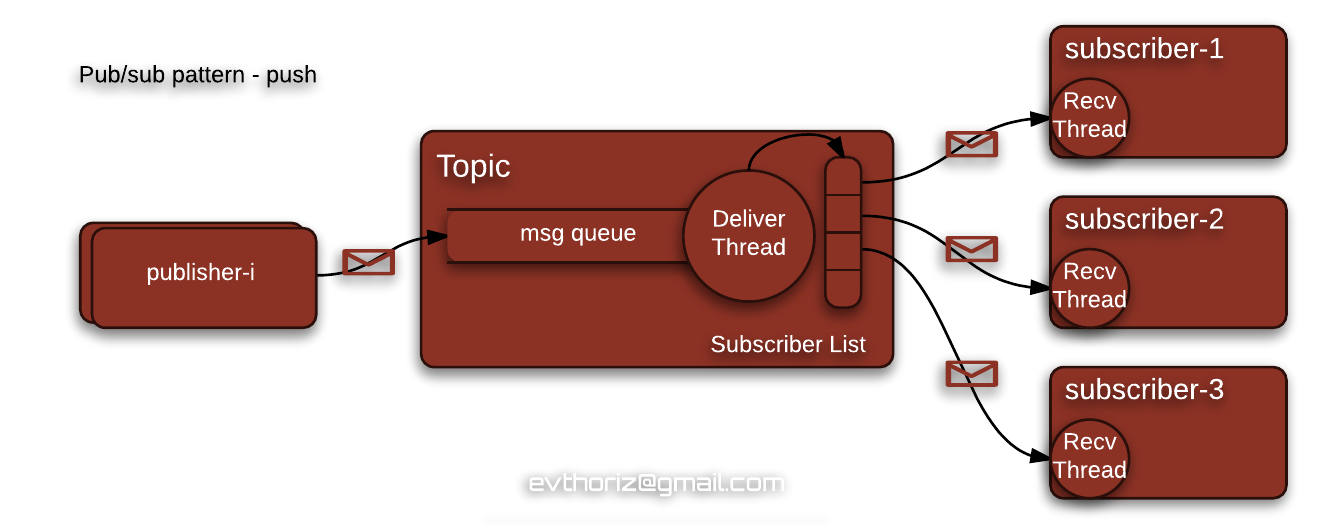 Pub/sub pattern - push
publisher-i
Topic
msg queue
Deliver
Thread
Subscriber List
subscriber-1
Recv
Thread
subscriber-2
Recv
Thread
subscriber-3
Recv
Thread
evthoriz@gmail.com